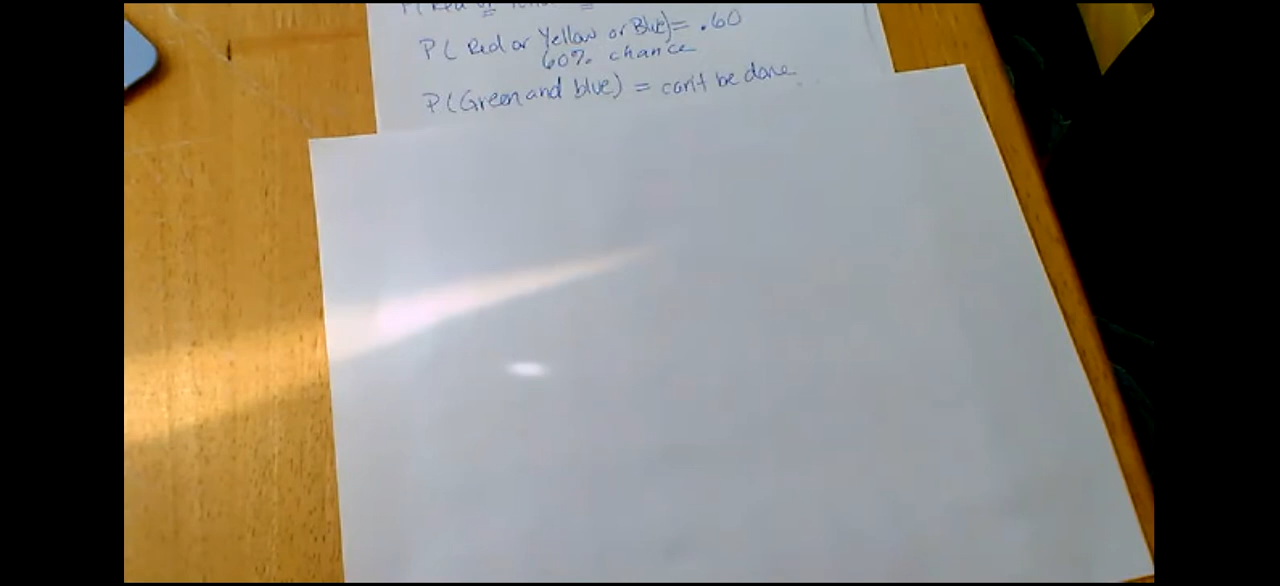 P(Red or Yellow or Blue) = .60
60% chance
P(Green and blue) = can't be done